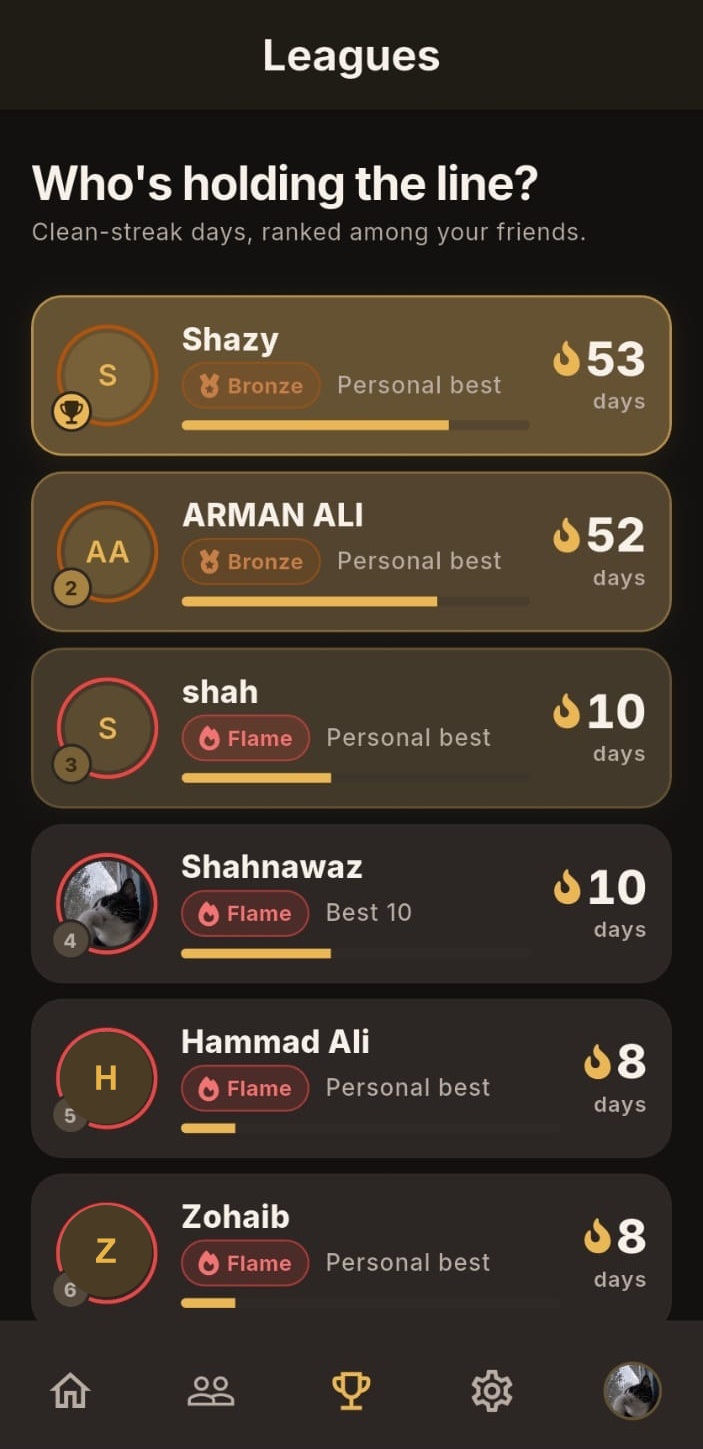 Leagues
Who's holding the line?
Clean-streak days, ranked among your friends.
S
Shazy
Bronze Personal best
53
days
AA
2
ARMAN ALI
Bronze Personal best
52
days
S
3
shah
Flame Personal best
10
days
4
Shahnawaz
Flame Best 10
10
days
H
5
Hammad Ali
Flame Personal best
8
days
Z
6
Zohaib
Flame Personal best
8
days